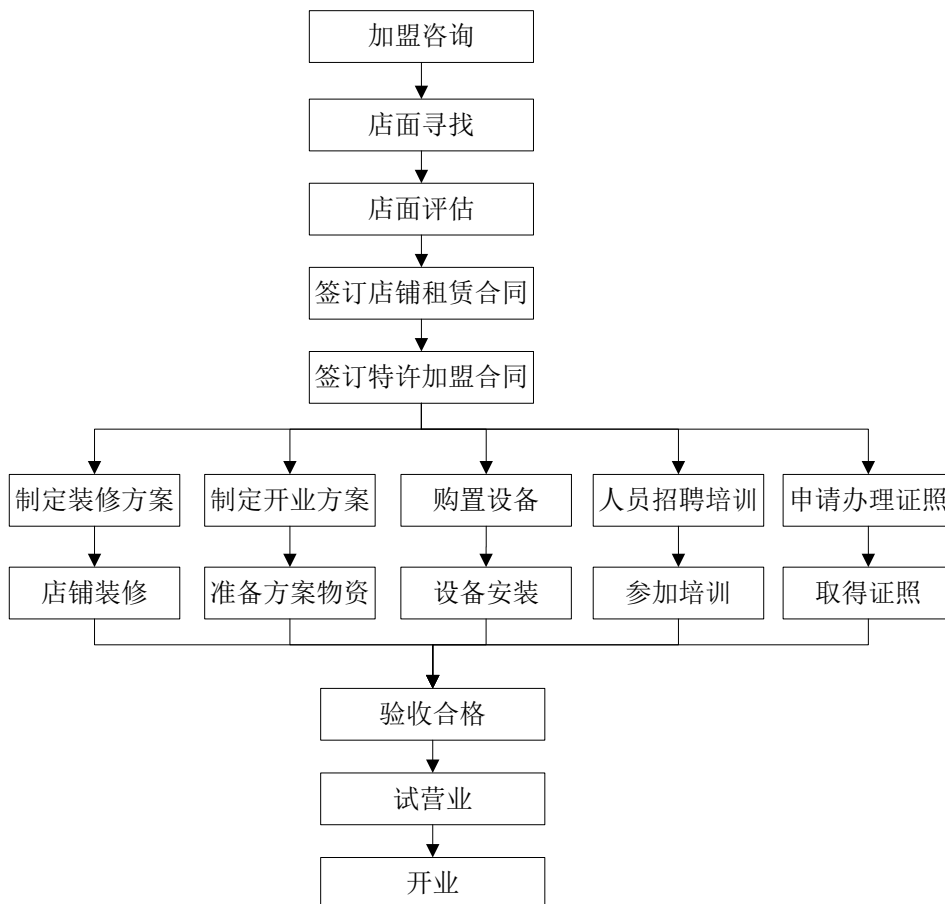 加盟咨询
店面寻找
店面评估
签订店铺租赁合同
签订特许加盟合同
制定装修方案
制定开业方案
购置设备
人员招聘培训
申请办理证照
店铺装修
准备方案物资
设备安装
参加培训
取得证照
验收合格
试营业
开业